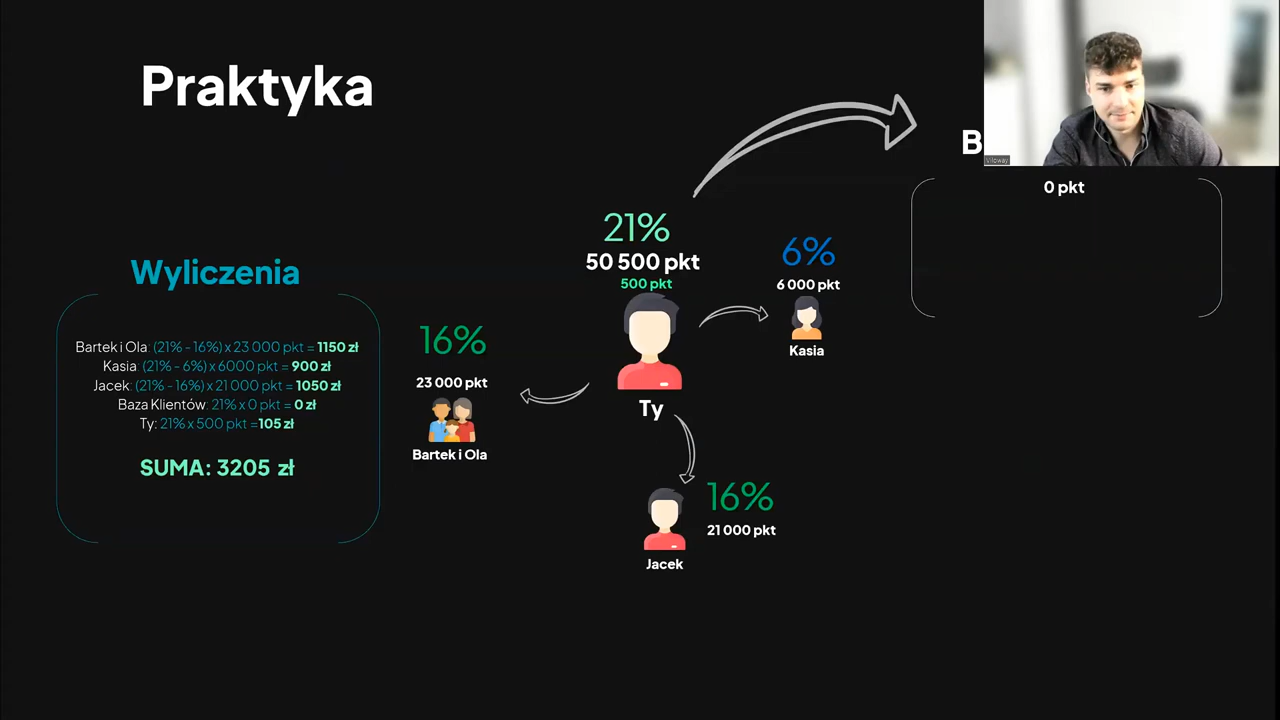 Praktyka
B
Viloway
0 pkt
21%
50 500 pkt
500 pkt
6%
6 000 pkt
Kasia
Wyliczenia
Bartek i Ola: (21% - 16%) x 23 000 pkt = 1150 zł
Kasia: (21% - 6%) x 6000 pkt = 900 zł
Jacek: (21% - 16%) x 21 000 pkt = 1050 zł
Baza Klientów: 21% x 0 pkt = 0 zł
Ty: 21% x 500 pkt =105 zł
SUMA: 3205 zł
16%
23 000 pkt
Bartek i Ola
Ty
16%
21 000 pkt
Jacek